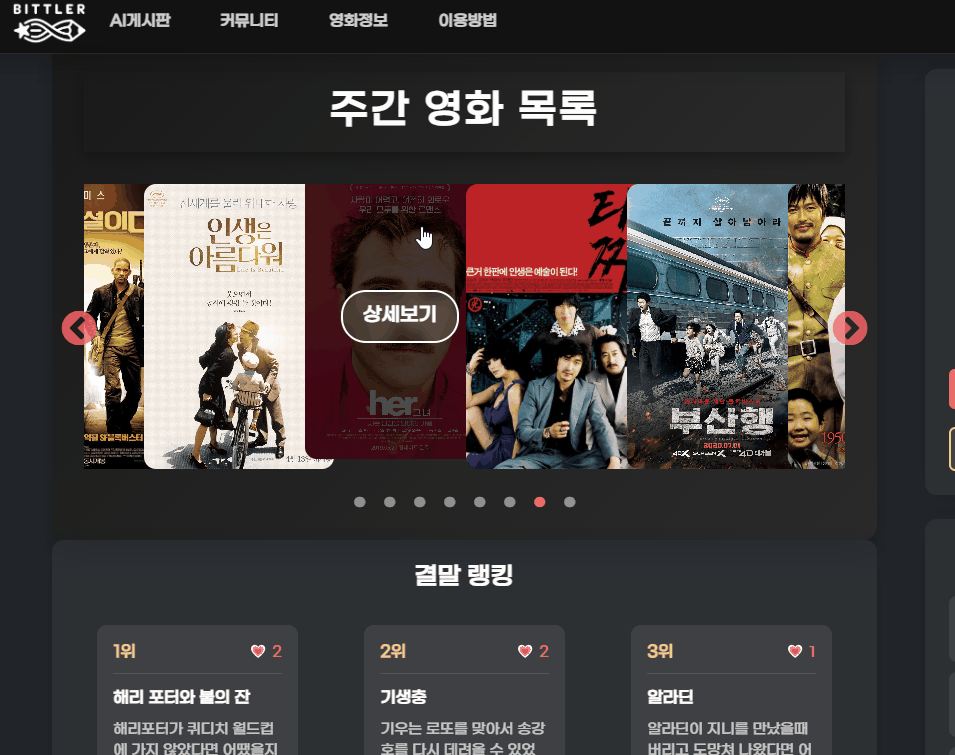 BITTLER
AI게시판
커뮤니티
영화정보
이용방법
주간 영화 목록
인생은
아름다워
Life Is Beautiful
큰거 한판에 인생은 예술이 된다!
끝까지 살아남아라
부산행
상세보기
her
그녀
결말 랭킹
1위
2
해리 포터와 불의 잔
해리포터가 퀴디치 월드컵
에 가지 않았다면 어땠을지
2위
2
기생충
기우는 로또를 맞아서 송강
호를 다시 데려올 수 있었
3위
1
알라딘
알라딘이 지니를 만났을때
버리고 도망쳐 나왔다면 어